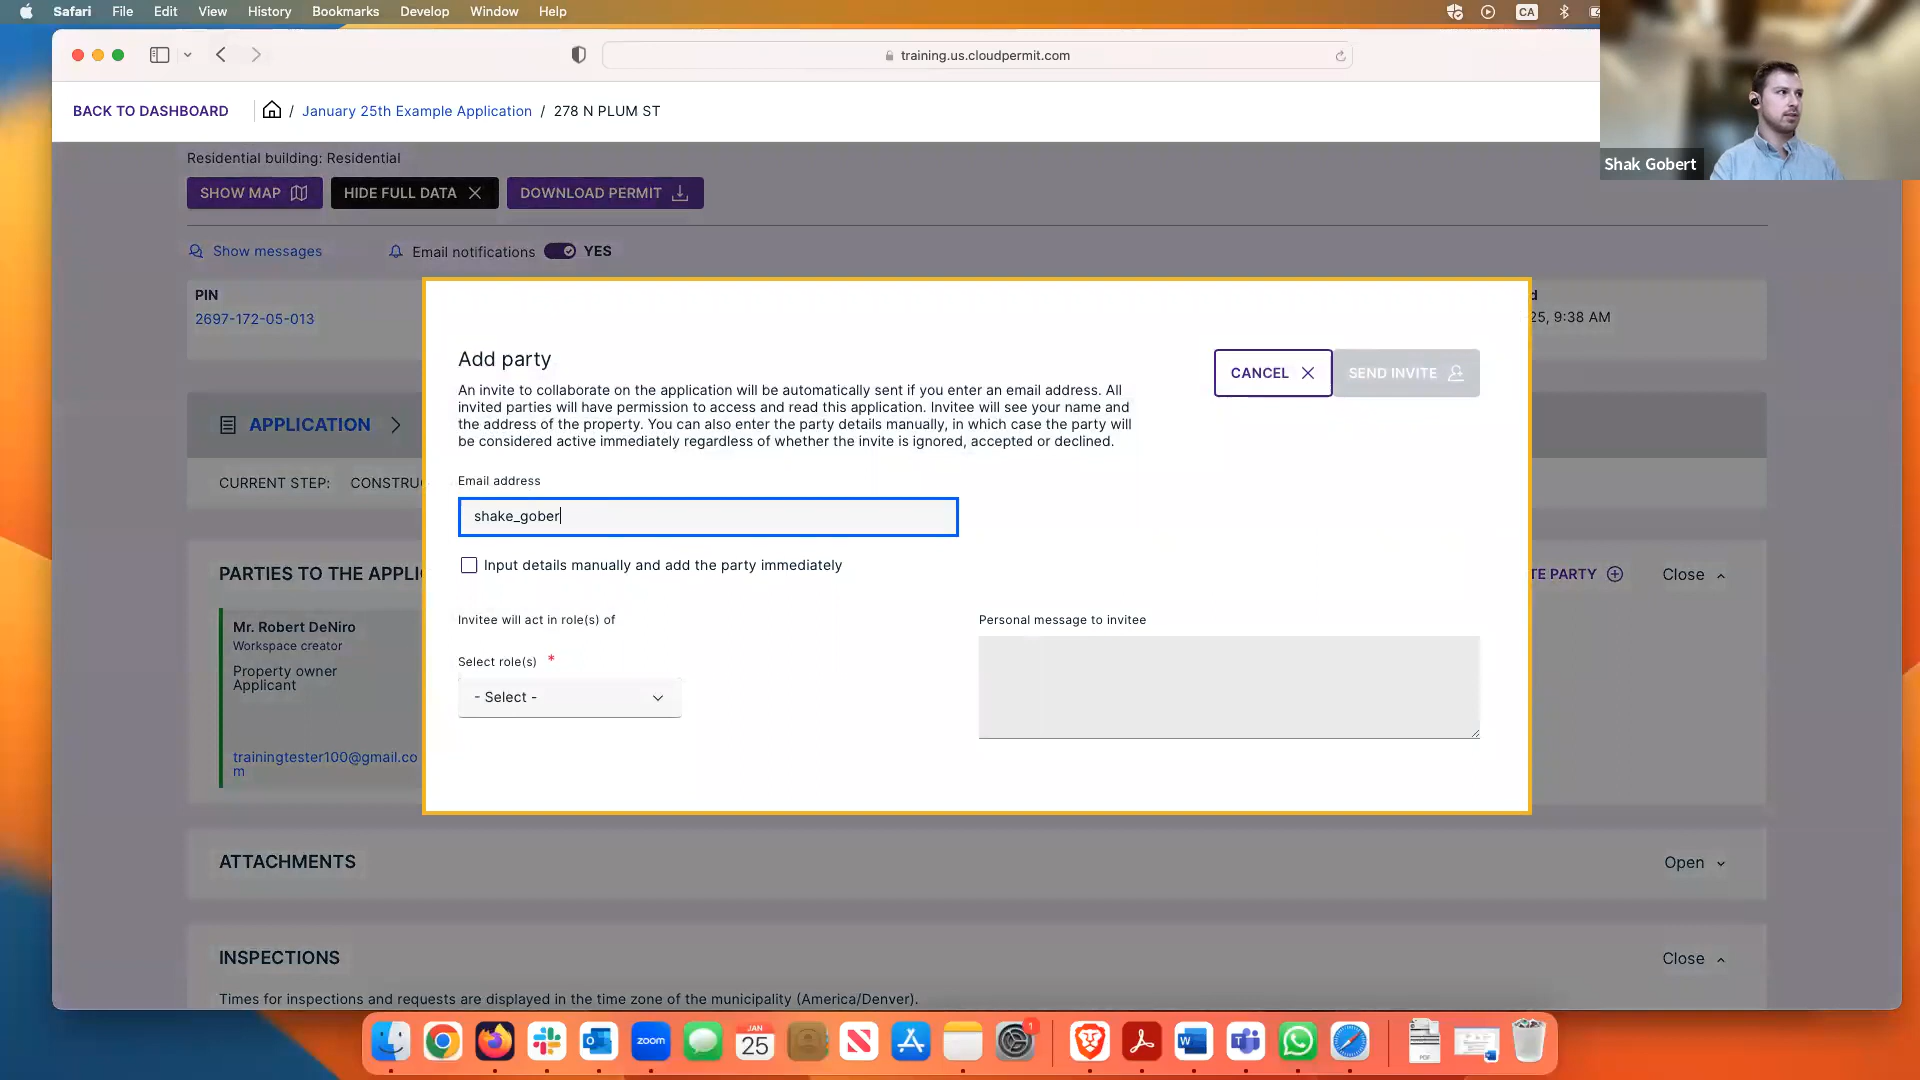 Safari File Edit View History Bookmarks Develop Window Help
CA
training.us.cloudpermit.com
BACK TO DASHBOARD / January 25th Example Application / 278 N PLUM ST
Shak Gobert
Residential building: Residential
SHOW MAP HIDE FULL DATA DOWNLOAD PERMIT
Show messages Email notifications YES
PIN
2697-172-05-013
d
25, 9:38 AM
Add party
CANCEL SEND INVITE
An invite to collaborate on the application will be automatically sent if you enter an email address. All
invited parties will have permission to access and read this application. Invitee will see your name and
the address of the property. You can also enter the party details manually, in which case the party will
be considered active immediately regardless of whether the invite is ignored, accepted or declined.
APPLICATION
CURRENT STEP: CONSTRU
Email address
shake_gober
Input details manually and add the party immediately
PARTIES TO THE APPLI
TE PARTY Close
Mr. Robert DeNiro
Workspace creator
Property owner
Applicant
trainingtester100@gmail.co
m
Invitee will act in role(s) of
Select role(s) *
- Select -
Personal message to invitee
ATTACHMENTS Open
INSPECTIONS Close
Times for inspections and requests are displayed in the time zone of the municipality (America/Denver).
zoom
JAN
25
1
PDF